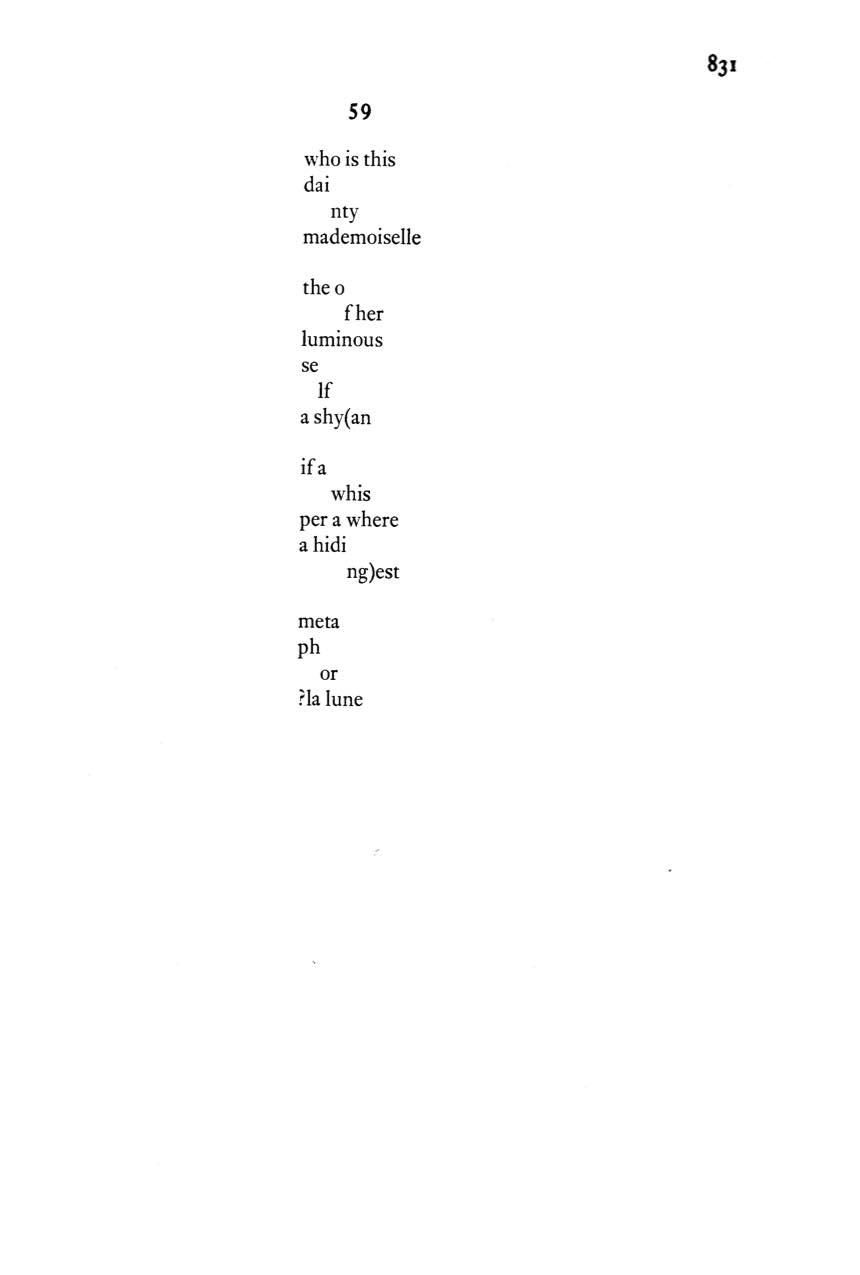 831
59
who is this
dai
nty
mademoiselle
the o
f her
luminous
se
lf
a shy(an
if a
whis
per a where
a hidi
ng)est
meta
ph
or
?la lune